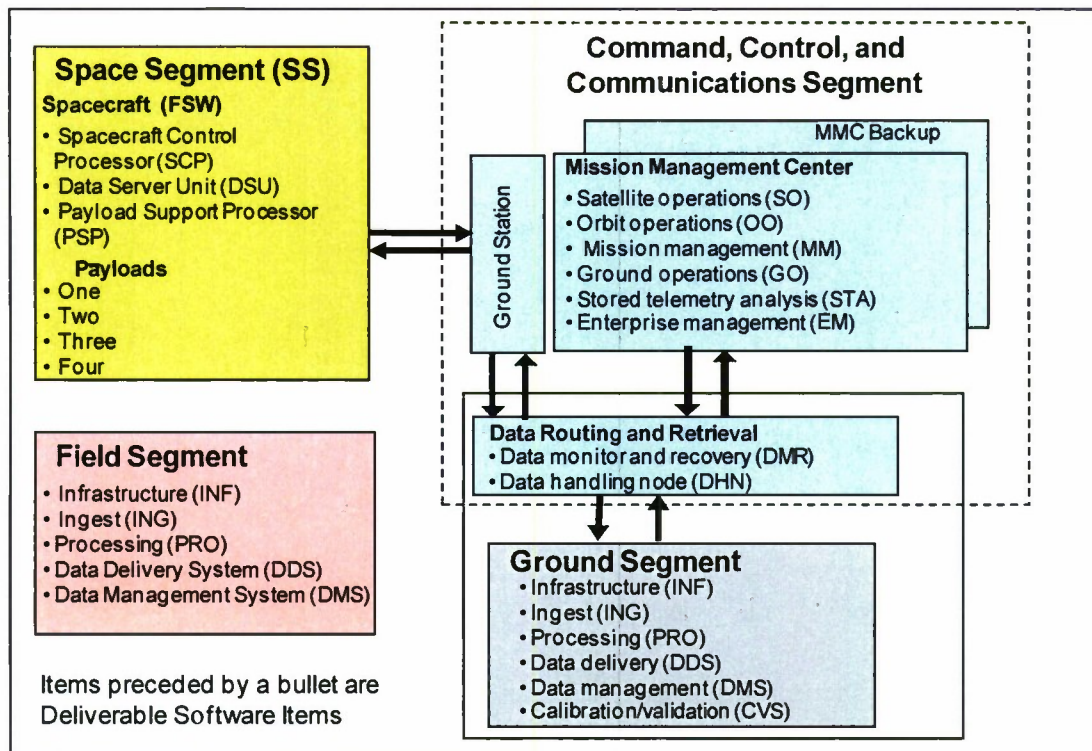 Space Segment (SS)
Spacecraft (FSW)
• Spacecraft Control
Processor (SCP)
• Data Server Unit (DSU)
• Payload Support Processor
(PSP)
Payloads
• One
• Two
• Three
• Four
Field Segment
• Infrastructure (INF)
• Ingest (ING)
• Processing (PRO)
• Data Delivery System (DDS)
• Data Management System (DMS)
Items preceded by a bullet are
Deliverable Software Items
Command, Control, and
Communications Segment
MMC Backup
Ground Station
Mission Management Center
• Satellite operations (SO)
• Orbit operations (OO)
• Mission management (MM)
• Ground operations (GO)
• Stored telemetry analysis (STA)
• Enterprise management (EM)
Data Routing and Retrieval
• Data monitor and recovery (DMR)
• Data handling node (DHN)
Ground Segment
• Infrastructure (INF)
• Ingest (ING)
• Processing (PRO)
• Data delivery (DDS)
• Data management (DMS)
• Calibration/validation (CVS)